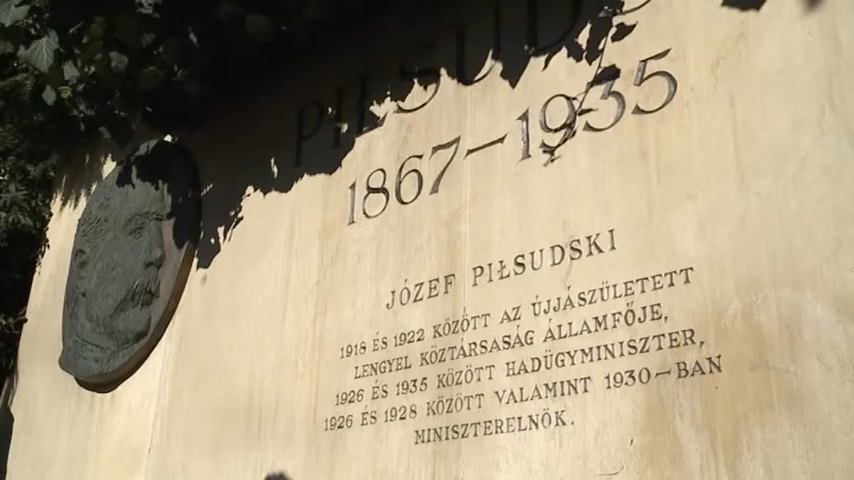 PIŁSUDS
1867–1935
JÓZEF PIŁSUDSKI
1918 ÉS 1922 KÖZÖTT AZ ÚJJÁSZÜLETETT
LENGYEL KÖZTÁRSASÁG ÁLLAMFŐJE,
1926 ÉS 1935 KÖZÖTT HADÜGYMINISZTER,
1926 ÉS 1928 KÖZÖTT VALAMINT 1930–BAN
MINISZTERELNÖK.